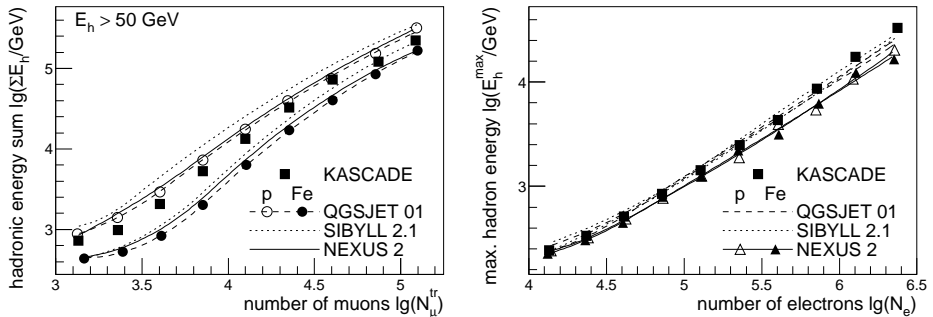 hadronic energy sum lg(ΣE_h/GeV)
E_h > 50 GeV
5
4
3
KASCADE
p Fe
QGSJET 01
SIBYLL 2.1
NEXUS 2
3 3.5 4 4.5 5
number of muons lg(N_μ^tr)
max. hadron energy lg(E_h^max/GeV)
4
3
2
KASCADE
p Fe
QGSJET 01
SIBYLL 2.1
NEXUS 2
4 4.5 5 5.5 6 6.5
number of electrons lg(N_e)